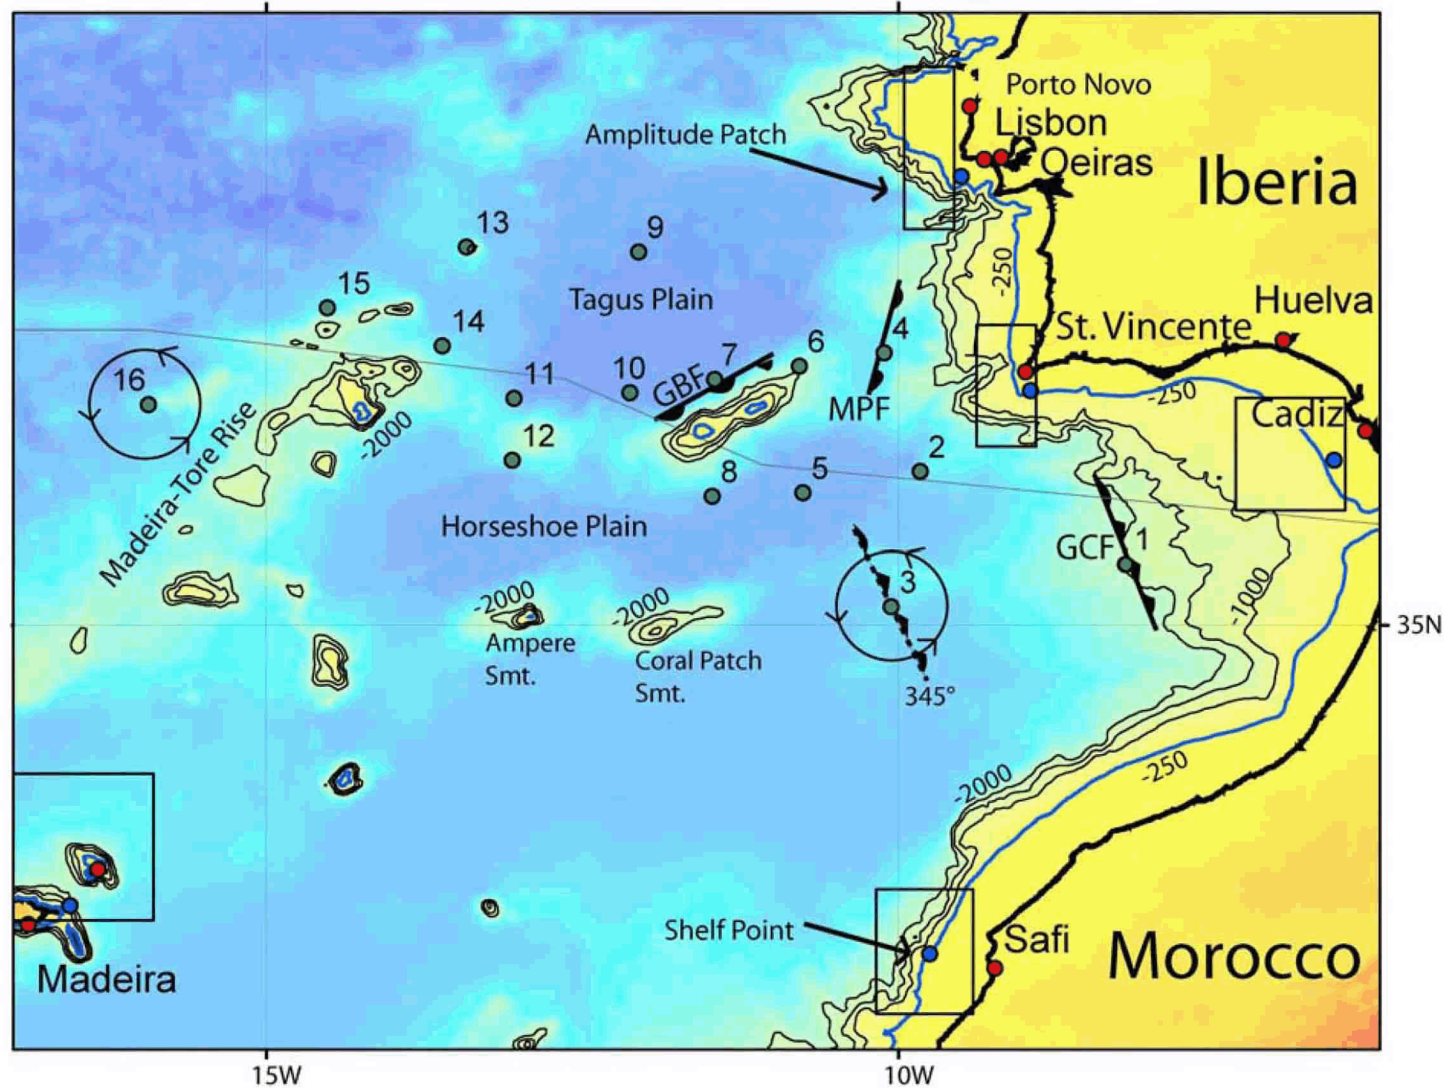 Porto Novo
Amplitude Patch
Lisbon
Oeiras
Iberia
13
9
-250
15
Tagus Plain
Huelva
14
4
St. Vincente
16
11
10
7
6
GBF
MPF
-250
Cadiz
-2000
12
2
Madeira-Tore Rise
8
5
Horseshoe Plain
GCF
1
3
-1000
-2000
-2000
35N
Ampere
Smt.
Coral Patch
Smt.
345°
-2000
-250
Shelf Point
Safi
Morocco
Madeira
15W
10W